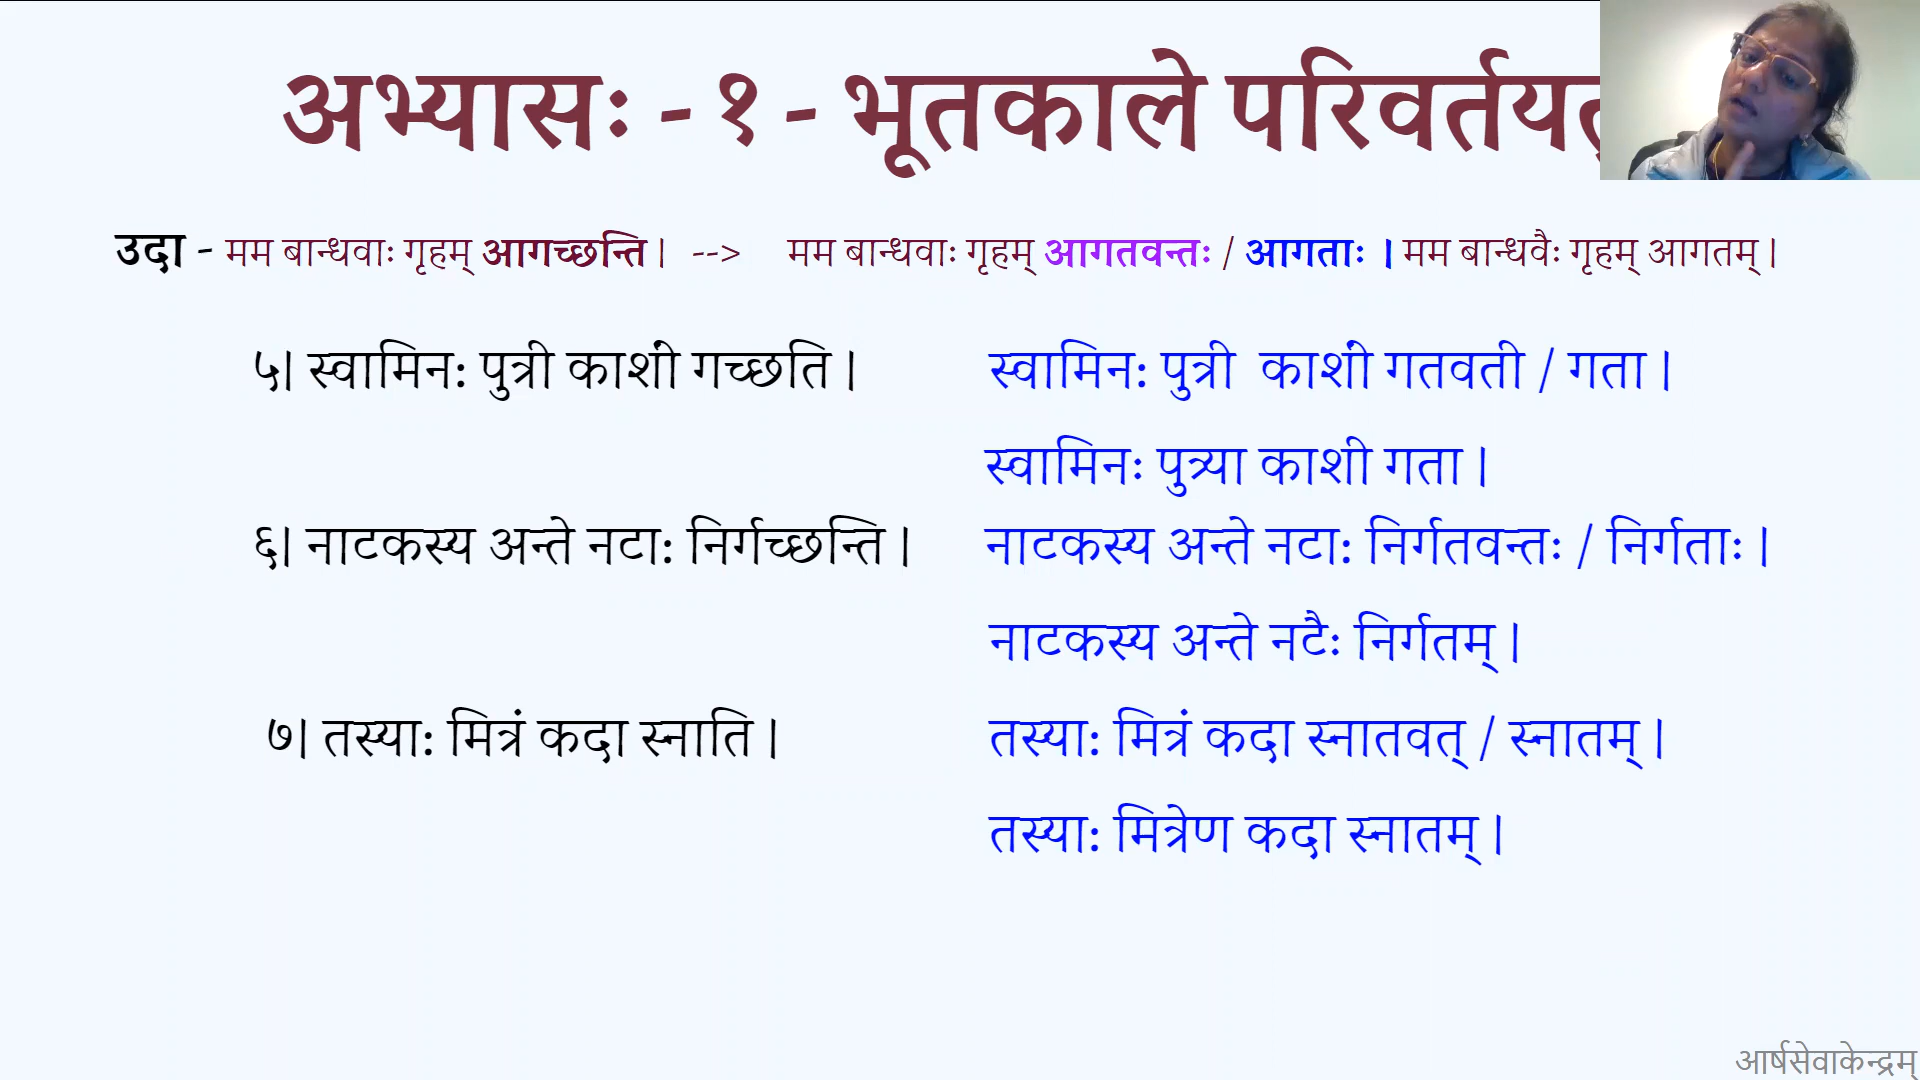 अभ्यासः - १ - भूतकाले परिवर्तयत
उदा - मम बान्धवाः गृहम् आगच्छन्ति। --> मम बान्धवाः गृहम् आगतवन्तः / आगताः । मम बान्धवैः गृहम् आगतम्।
५। स्वामिनः पुत्री काशीं गच्छति। स्वामिनः पुत्री काशीं गतवती / गता।
स्वामिनः पुत्र्या काशी गता।
६। नाटकस्य अन्ते नटाः निर्गच्छन्ति। नाटकस्य अन्ते नटाः निर्गतवन्तः / निर्गताः।
नाटकस्य अन्ते नटैः निर्गतम्।
७। तस्याः मित्रं कदा स्नाति। तस्याः मित्रं कदा स्नातवत् / स्नातम्।
तस्याः मित्रेण कदा स्नातम्।
आर्षसेवाकेन्द्रम्